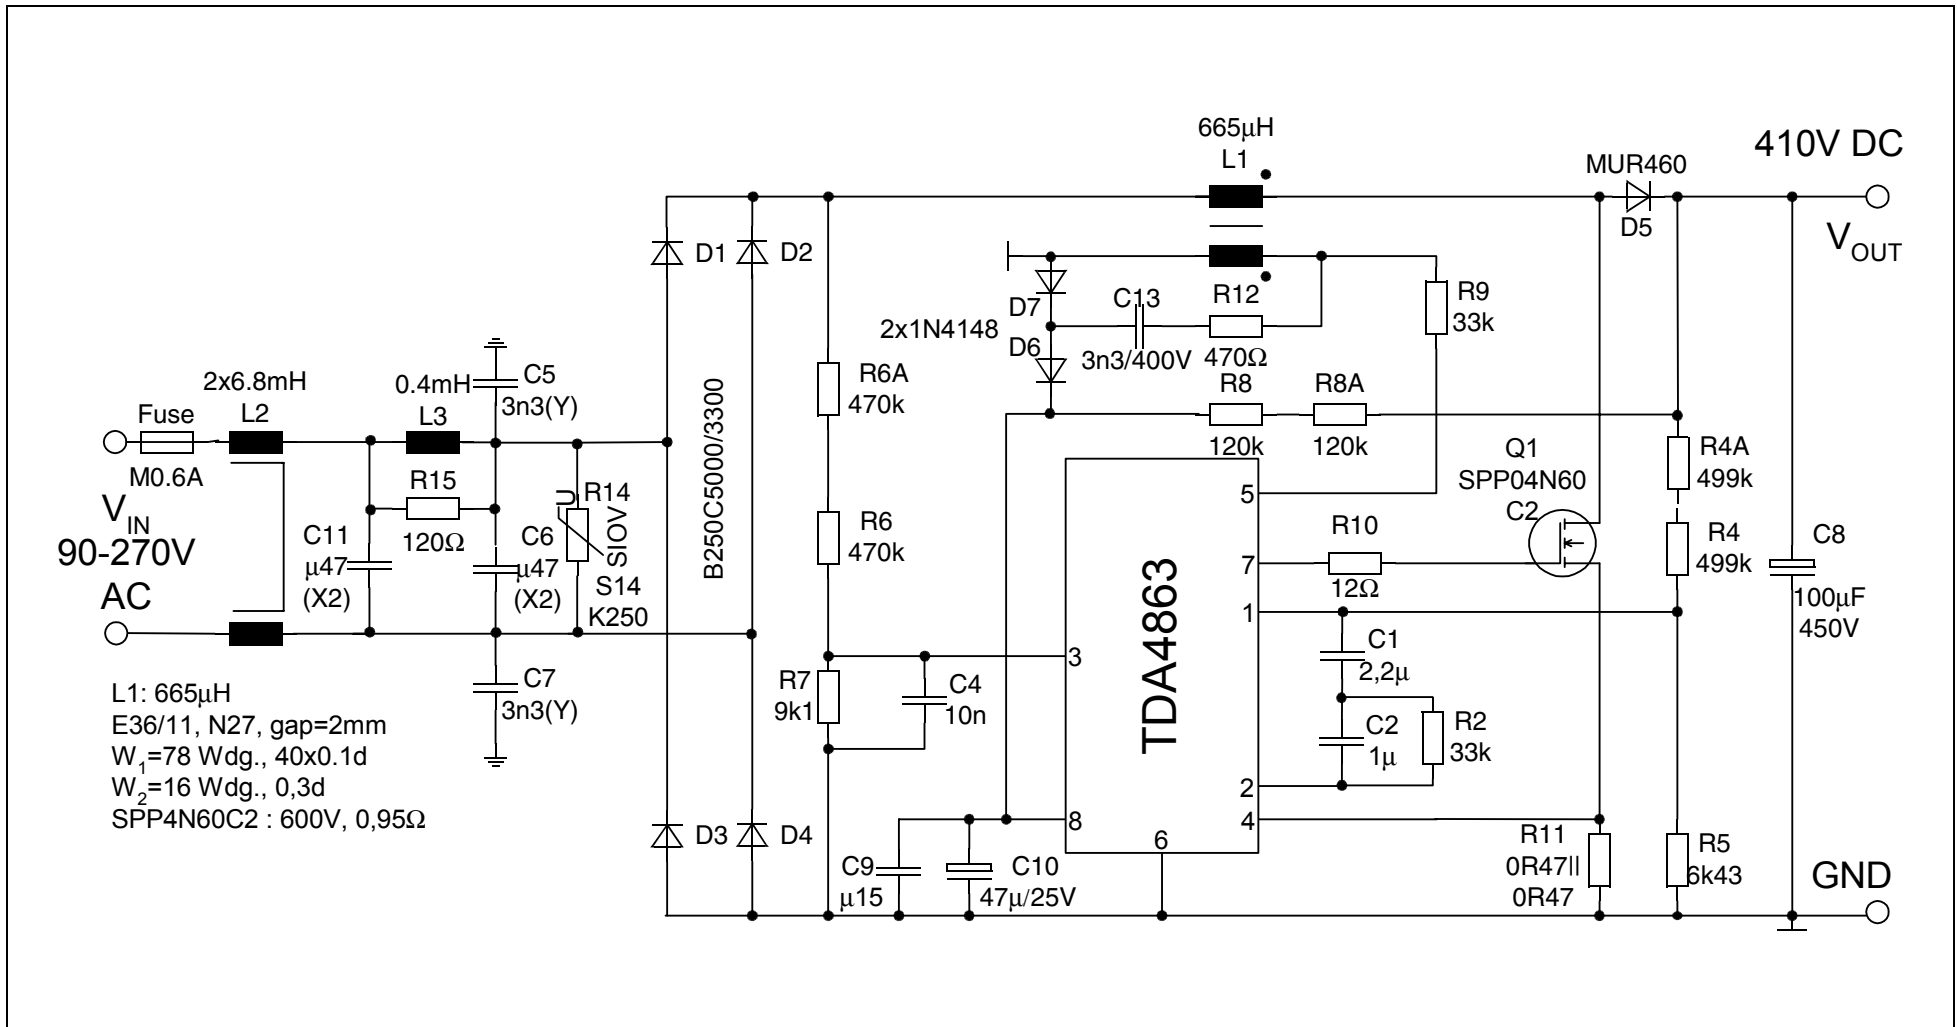 665µH
L1
410V DC
MUR460
D5
V OUT
D1
D2
D7
2x1N4148
D6
C13
3n3/400V
R12
470Ω
R9
33k
R8
120k
R8A
120k
2x6.8mH
L2
Fuse
M0.6A
0.4mH
L3
C5
3n3(Y)
R15
120Ω
VIN
90-270V
AC
C11
µ47
(X2)
C6
µ47
(X2)
U
R14
SIOV
S14
K250
B250C5000/3300
R6A
470k
R6
470k
Q1
SPP04N60
C2
R4A
499k
R4
499k
C8
100µF
450V
5
R10
12Ω
7
1
TDA4863
C1
2,2µ
C2
1µ
R2
33k
2
4
3
8
6
R7
9k1
C4
10n
C7
3n3(Y)
L1: 665µH
E36/11, N27, gap=2mm
W1=78 Wdg., 40x0.1d
W2=16 Wdg., 0,3d
SPP4N60C2 : 600V, 0,95Ω
D3
D4
C9
µ15
C10
47µ/25V
R11
0R47||
0R47
R5
6k43
GND